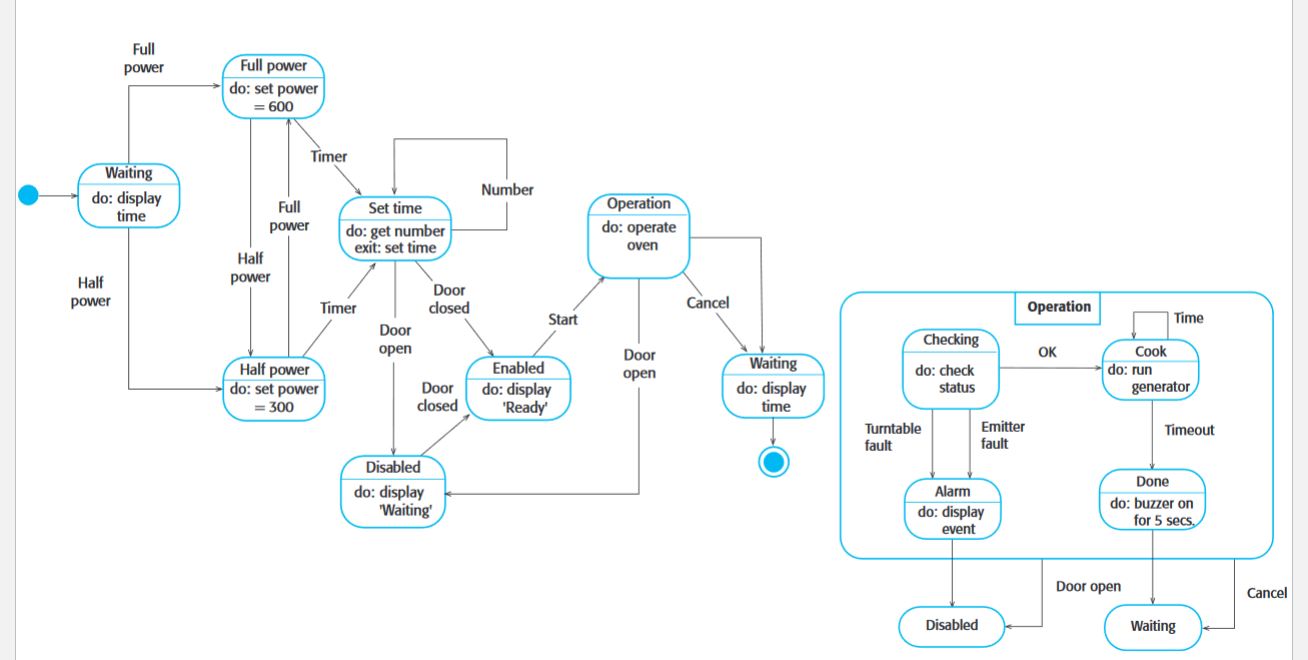 Full
power
Full power
do: set power
= 600
Timer
Waiting
do: display
time
Number
Full
power
Set time
do: get number
exit: set time
Operation
do: operate
oven
Half
power
Half
power
Timer
Door
closed
Door
open
Start
Cancel
Door
open
Half power
do: set power
= 300
Door
closed
Enabled
do: display
'Ready'
Waiting
do: display
time
Disabled
do: display
'Waiting'
Operation
Time
Checking
do: check
status
OK
Cook
do: run
generator
Turntable
fault
Emitter
fault
Timeout
Alarm
do: display
event
Done
do: buzzer on
for 5 secs.
Door open
Cancel
Disabled
Waiting